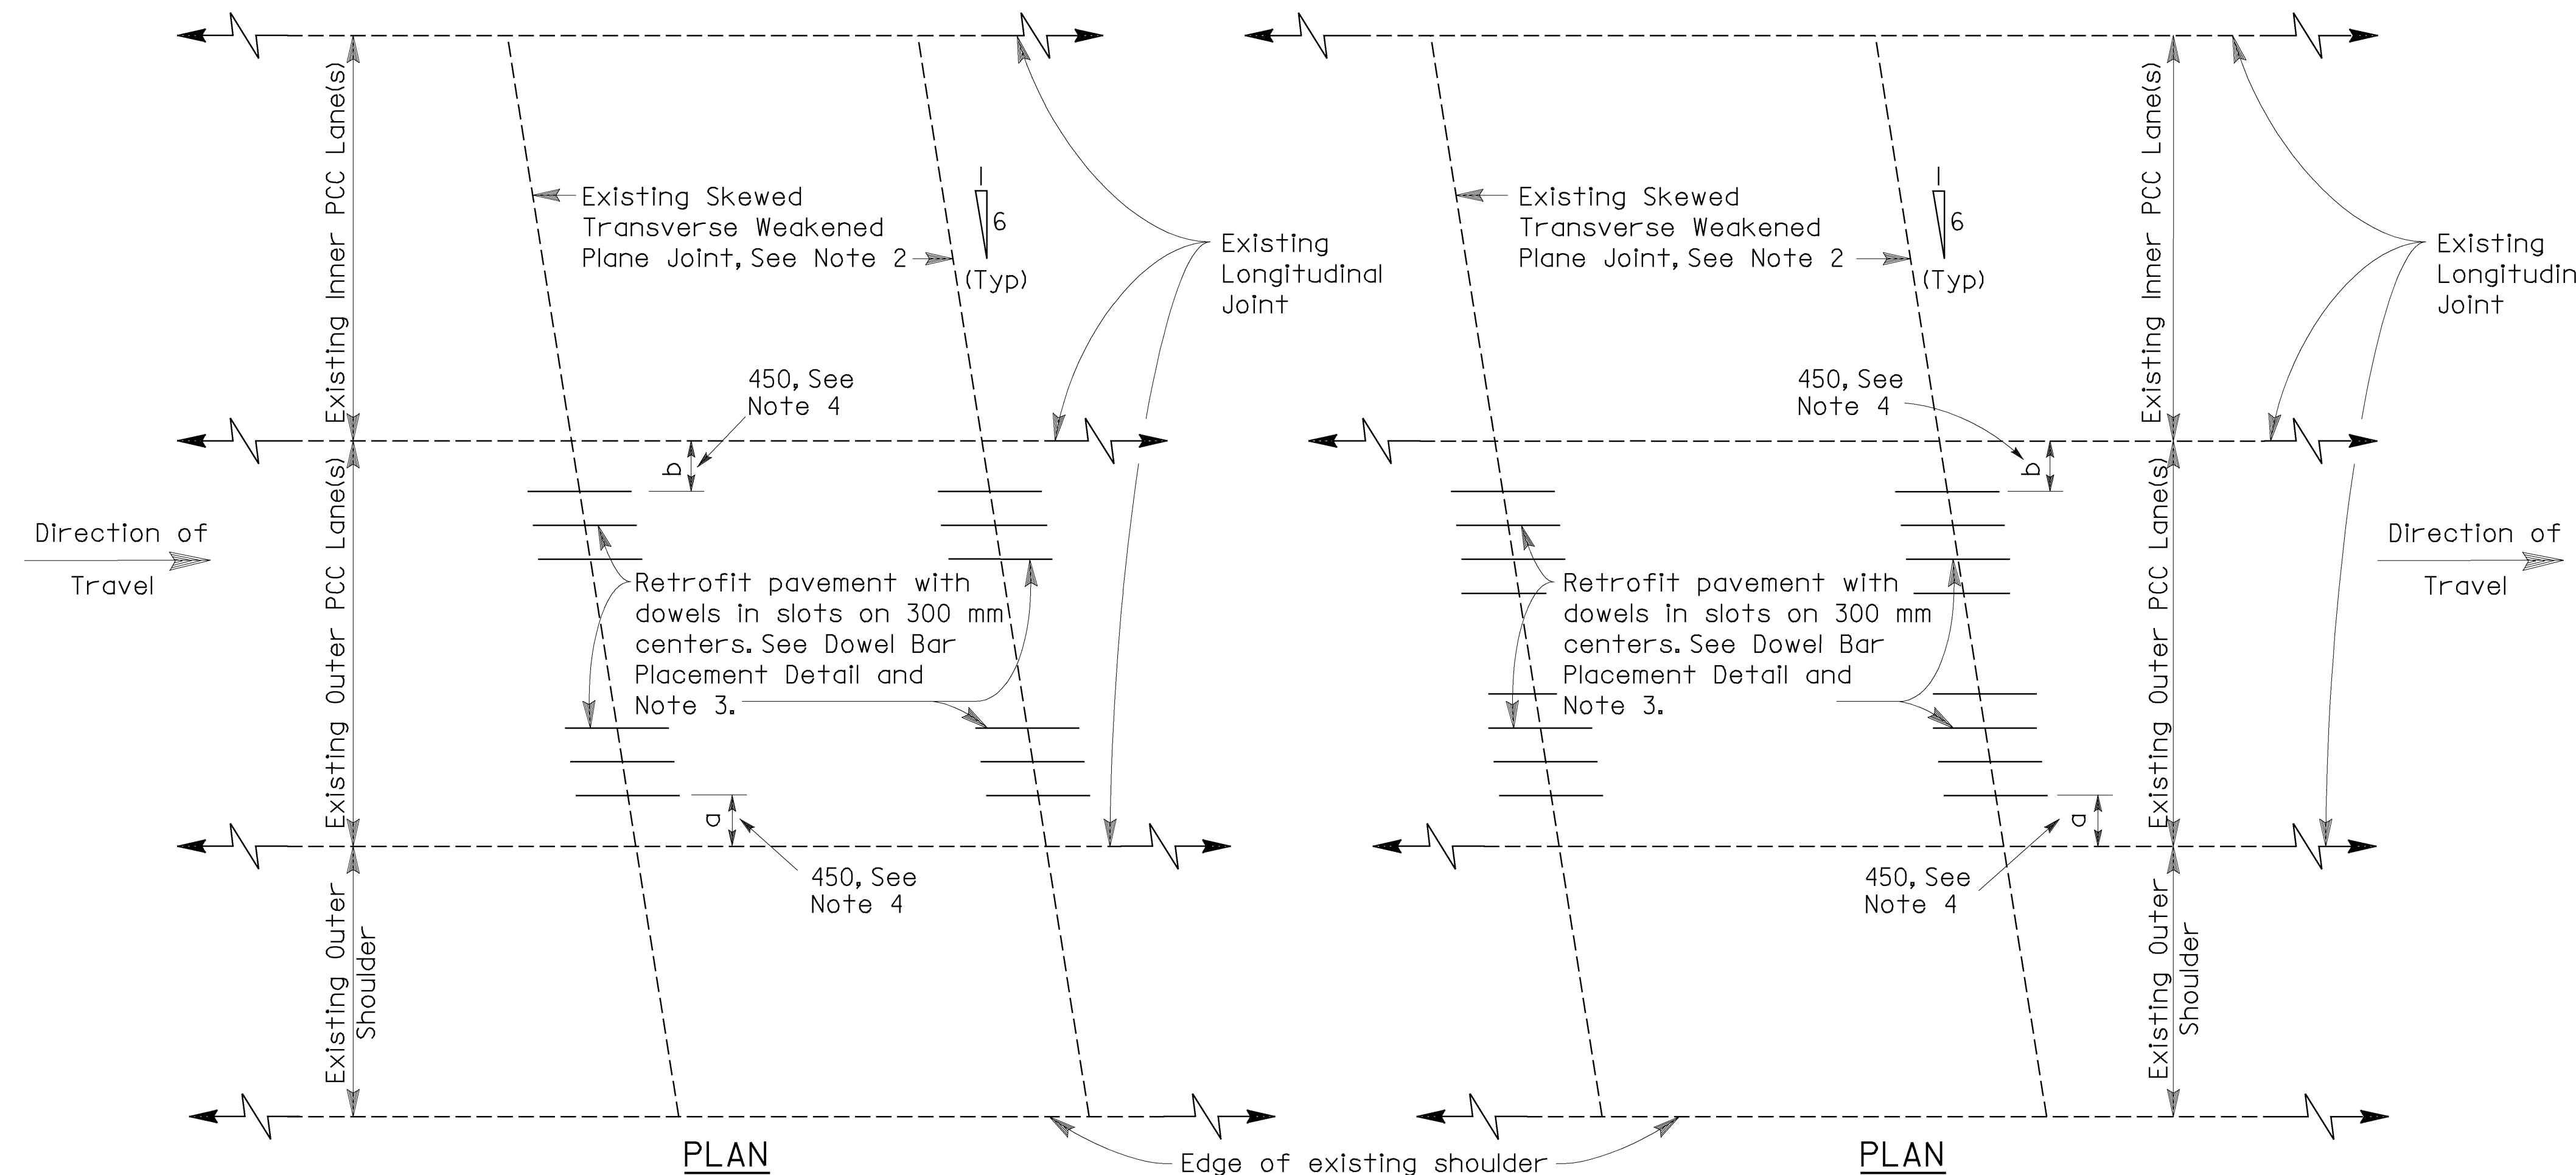 Existing Inner PCC Lane(s)
Existing Outer PCC Lane(s)
Existing Outer
Shoulder
Direction of
Travel
Existing Skewed
Transverse Weakened
Plane Joint, See Note 2
1
6
(Typ)
Existing
Longitudinal
Joint
450, See
Note 4
b
Retrofit pavement with
dowels in slots on 300 mm
centers. See Dowel Bar
Placement Detail and
Note 3.
a
450, See
Note 4
PLAN
Edge of existing shoulder
Existing Skewed
Transverse Weakened
Plane Joint, See Note 2
1
6
(Typ)
Existing Inner PCC Lane(s)
Existing Outer PCC Lane(s)
Existing Outer
Shoulder
Existing
Longitudin
Joint
450, See
Note 4
b
Retrofit pavement with
dowels in slots on 300 mm
centers. See Dowel Bar
Placement Detail and
Note 3.
a
450, See
Note 4
Direction of
Travel
PLAN